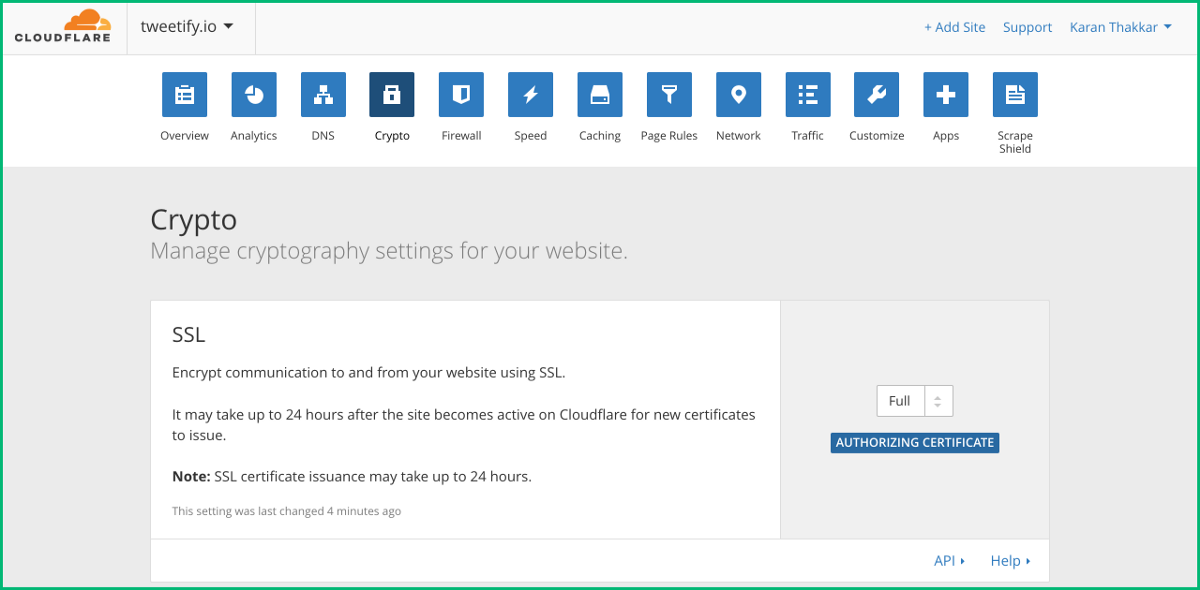 CLOUDFLARE
tweetify.io
+ Add Site
Support
Karan Thakkar
Overview
Analytics
DNS
Crypto
Firewall
Speed
Caching
Page Rules
Network
Traffic
Customize
Apps
Scrape
Shield
Crypto
Manage cryptography settings for your website.
SSL
Encrypt communication to and from your website using SSL.
It may take up to 24 hours after the site becomes active on Cloudflare for new certificates
to issue.
Note: SSL certificate issuance may take up to 24 hours.
This setting was last changed 4 minutes ago
Full
AUTHORIZING CERTIFICATE
API
Help